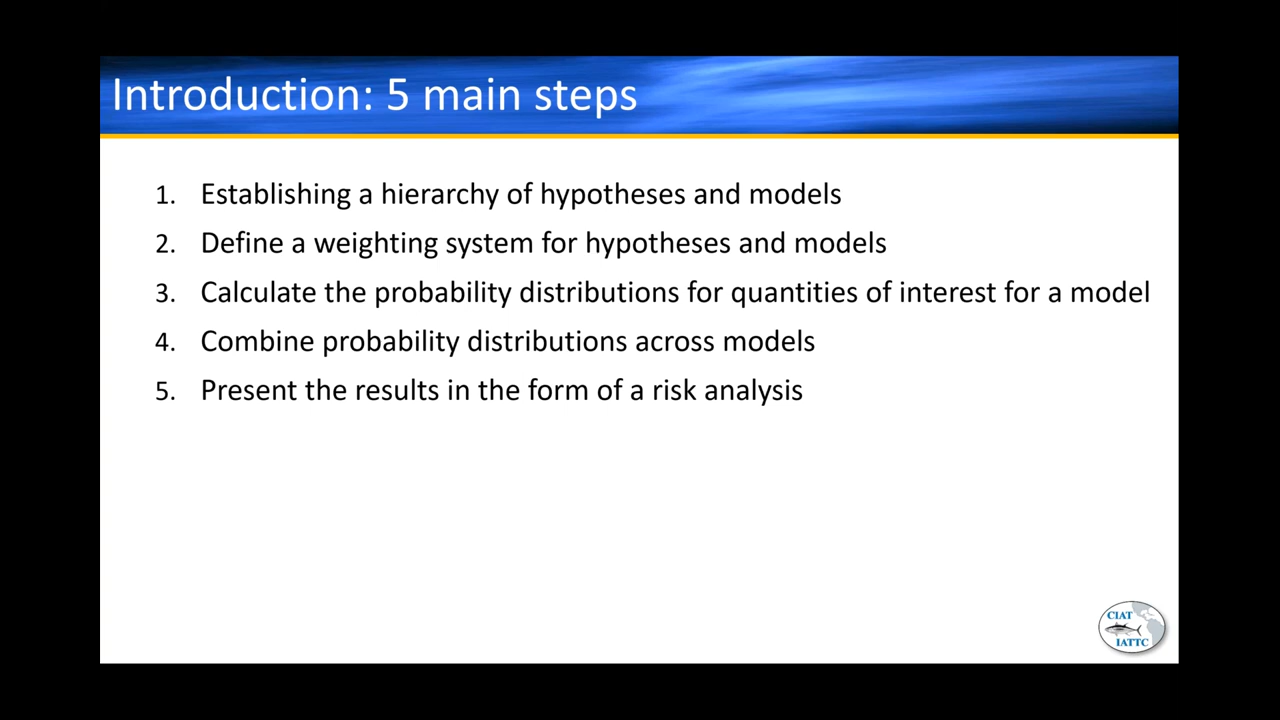 Introduction: 5 main steps
1. Establishing a hierarchy of hypotheses and models
2. Define a weighting system for hypotheses and models
3. Calculate the probability distributions for quantities of interest for a model
4. Combine probability distributions across models
5. Present the results in the form of a risk analysis
CIAT
IATTC